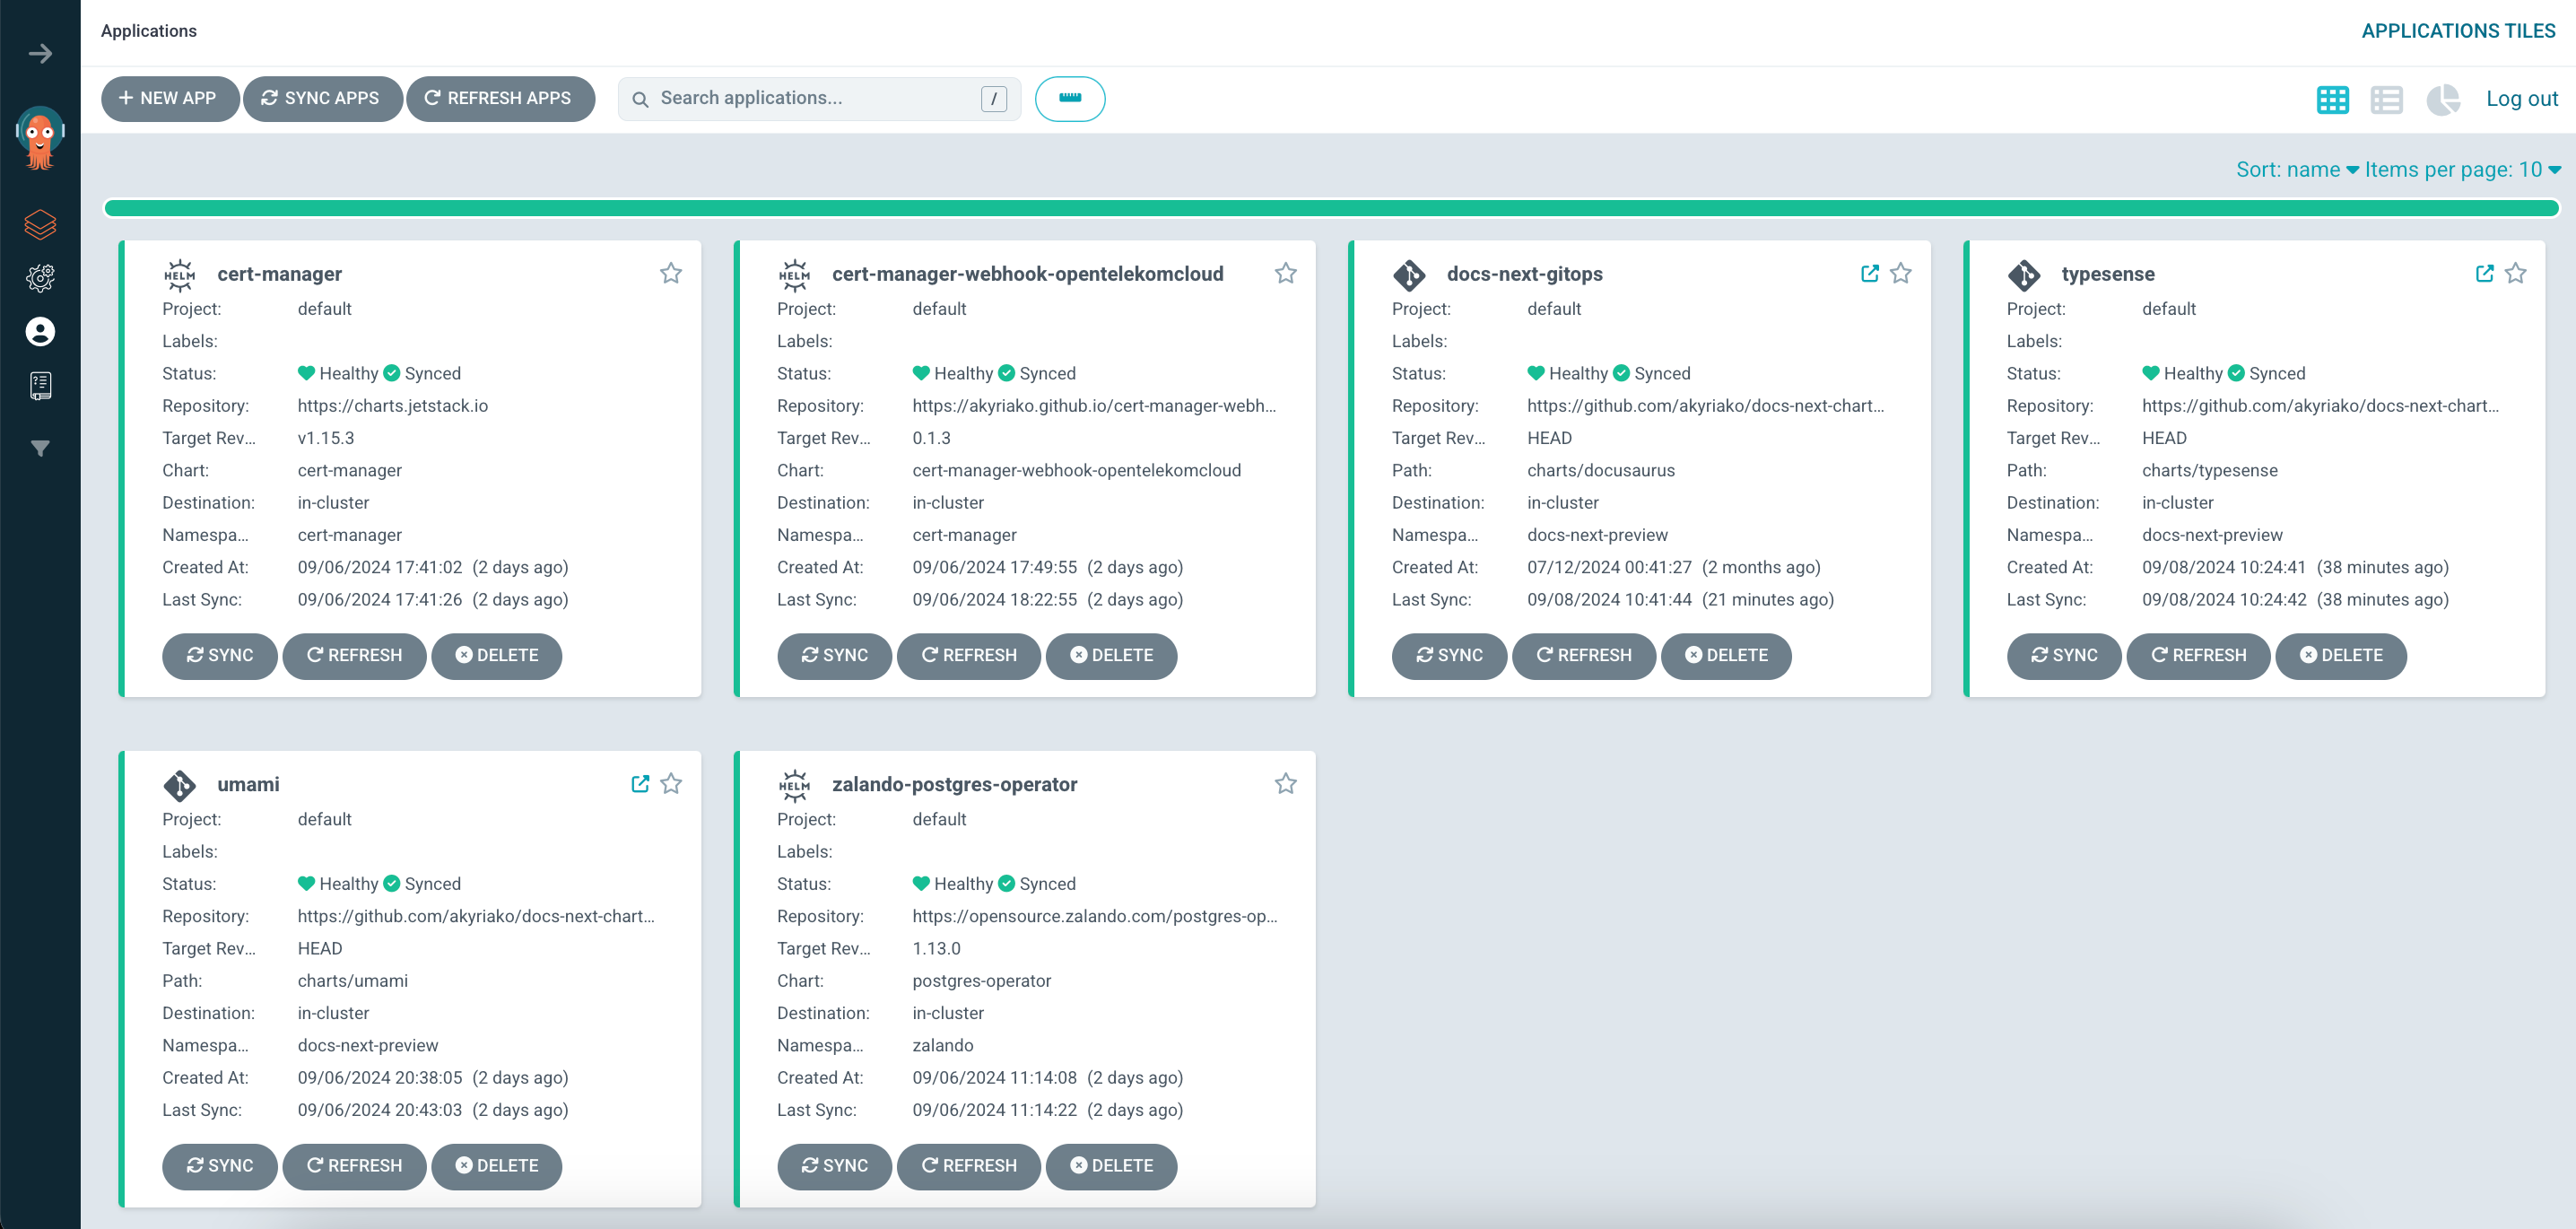 Applications
APPLICATIONS TILES
NEW APP
SYNC APPS
REFRESH APPS
Search applications...
/
Log out
Sort: name
Items per page: 10
HELM
cert-manager
Project: default
Labels:
Status: Healthy Synced
Repository: https://charts.jetstack.io
Target Rev... v1.15.3
Chart: cert-manager
Destination: in-cluster
Namespa... cert-manager
Created At: 09/06/2024 17:41:02 (2 days ago)
Last Sync: 09/06/2024 17:41:26 (2 days ago)
SYNC REFRESH DELETE
HELM
cert-manager-webhook-opentelekomcloud
Project: default
Labels:
Status: Healthy Synced
Repository: https://akyriako.github.io/cert-manager-webh...
Target Rev... 0.1.3
Chart: cert-manager-webhook-opentelekomcloud
Destination: in-cluster
Namespa... cert-manager
Created At: 09/06/2024 17:49:55 (2 days ago)
Last Sync: 09/06/2024 18:22:55 (2 days ago)
SYNC REFRESH DELETE
docs-next-gitops
Project: default
Labels:
Status: Healthy Synced
Repository: https://github.com/akyriako/docs-next-chart...
Target Rev... HEAD
Path: charts/docusaurus
Destination: in-cluster
Namespa... docs-next-preview
Created At: 07/12/2024 00:41:27 (2 months ago)
Last Sync: 09/08/2024 10:41:44 (21 minutes ago)
SYNC REFRESH DELETE
typesense
Project: default
Labels:
Status: Healthy Synced
Repository: https://github.com/akyriako/docs-next-chart...
Target Rev... HEAD
Path: charts/typesense
Destination: in-cluster
Namespa... docs-next-preview
Created At: 09/08/2024 10:24:41 (38 minutes ago)
Last Sync: 09/08/2024 10:24:42 (38 minutes ago)
SYNC REFRESH DELETE
umami
Project: default
Labels:
Status: Healthy Synced
Repository: https://github.com/akyriako/docs-next-chart...
Target Rev... HEAD
Path: charts/umami
Destination: in-cluster
Namespa... docs-next-preview
Created At: 09/06/2024 20:38:05 (2 days ago)
Last Sync: 09/06/2024 20:43:03 (2 days ago)
SYNC REFRESH DELETE
HELM
zalando-postgres-operator
Project: default
Labels:
Status: Healthy Synced
Repository: https://opensource.zalando.com/postgres-op...
Target Rev... 1.13.0
Chart: postgres-operator
Destination: in-cluster
Namespa... zalando
Created At: 09/06/2024 11:14:08 (2 days ago)
Last Sync: 09/06/2024 11:14:22 (2 days ago)
SYNC REFRESH DELETE